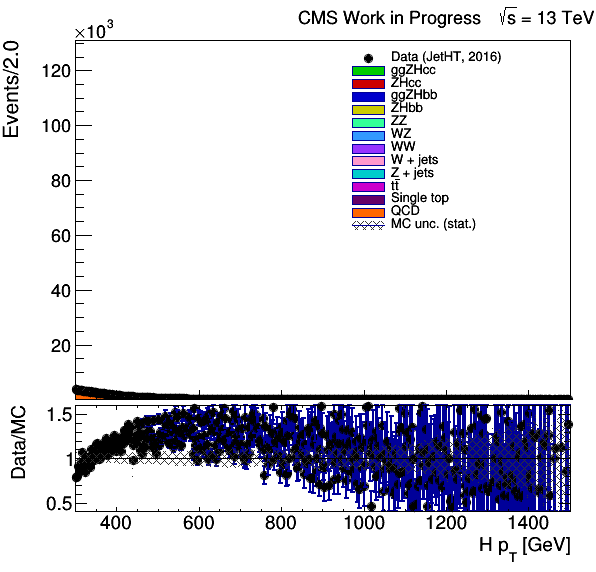 CMS Work in Progress √s = 13 TeV
×10³
Events/2.0
120
100
80
60
40
20
Data (JetHT, 2016)
ggZHcc
ZHcc
ggZHbb
ZHbb
ZZ
WZ
WW
W + jets
Z + jets
tt̄
Single top
QCD
MC unc. (stat.)
Data/MC
1.5
1
0.5
400 600 800 1000 1200 1400
H p_T [GeV]